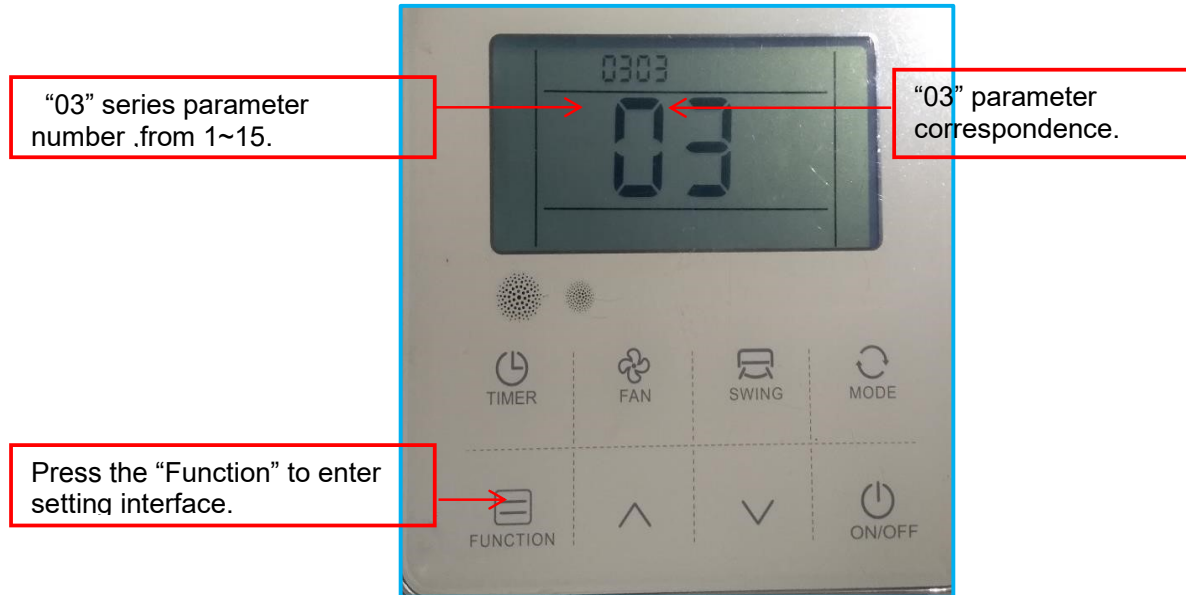 0303
“03” series parameter
number ,from 1~15.
03
“03” parameter
correspondence.
TIMER
FAN
SWING
MODE
Press the “Function” to enter
setting interface.
FUNCTION
ON/OFF